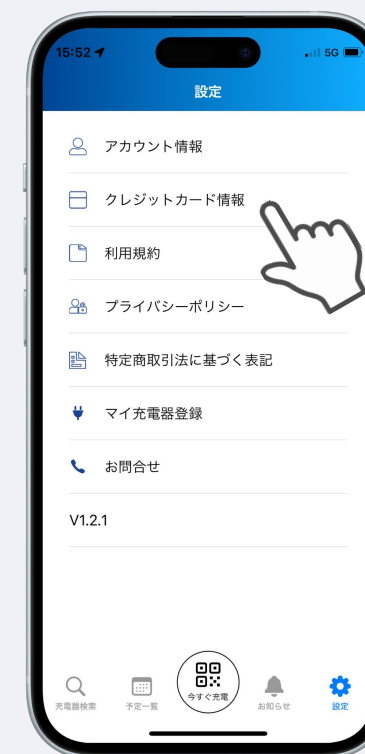 15:52
5G
設定
アカウント情報
クレジットカード情報
利用規約
プライバシーポリシー
特定商取引法に基づく表記
マイ充電器登録
お問合せ
V1.2.1
充電器検索
予定一覧
今すぐ充電
お知らせ
設定